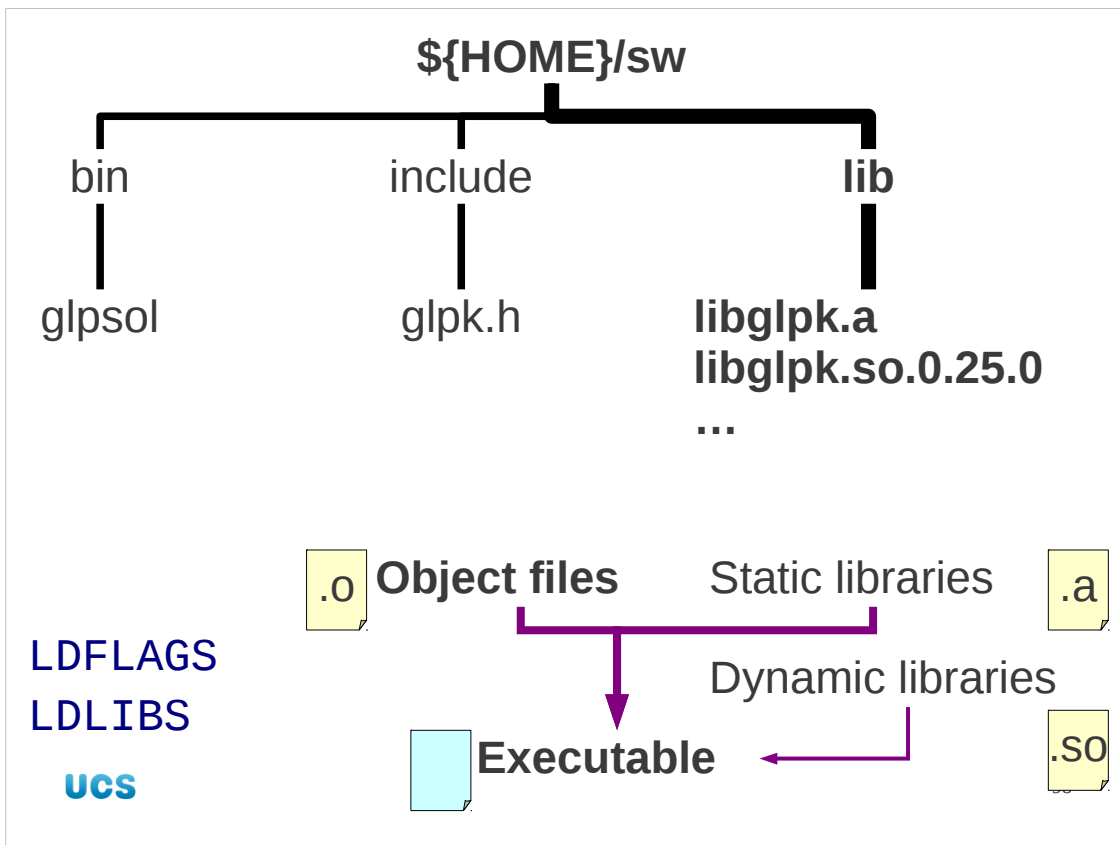 ${HOME}/sw
bin include lib
glpsol glpk.h libglpk.a
libglpk.so.0.25.0
…
.o Object files Static libraries .a
LDFLAGS
Dynamic libraries
LDLIBS
.so
Executable
ucs